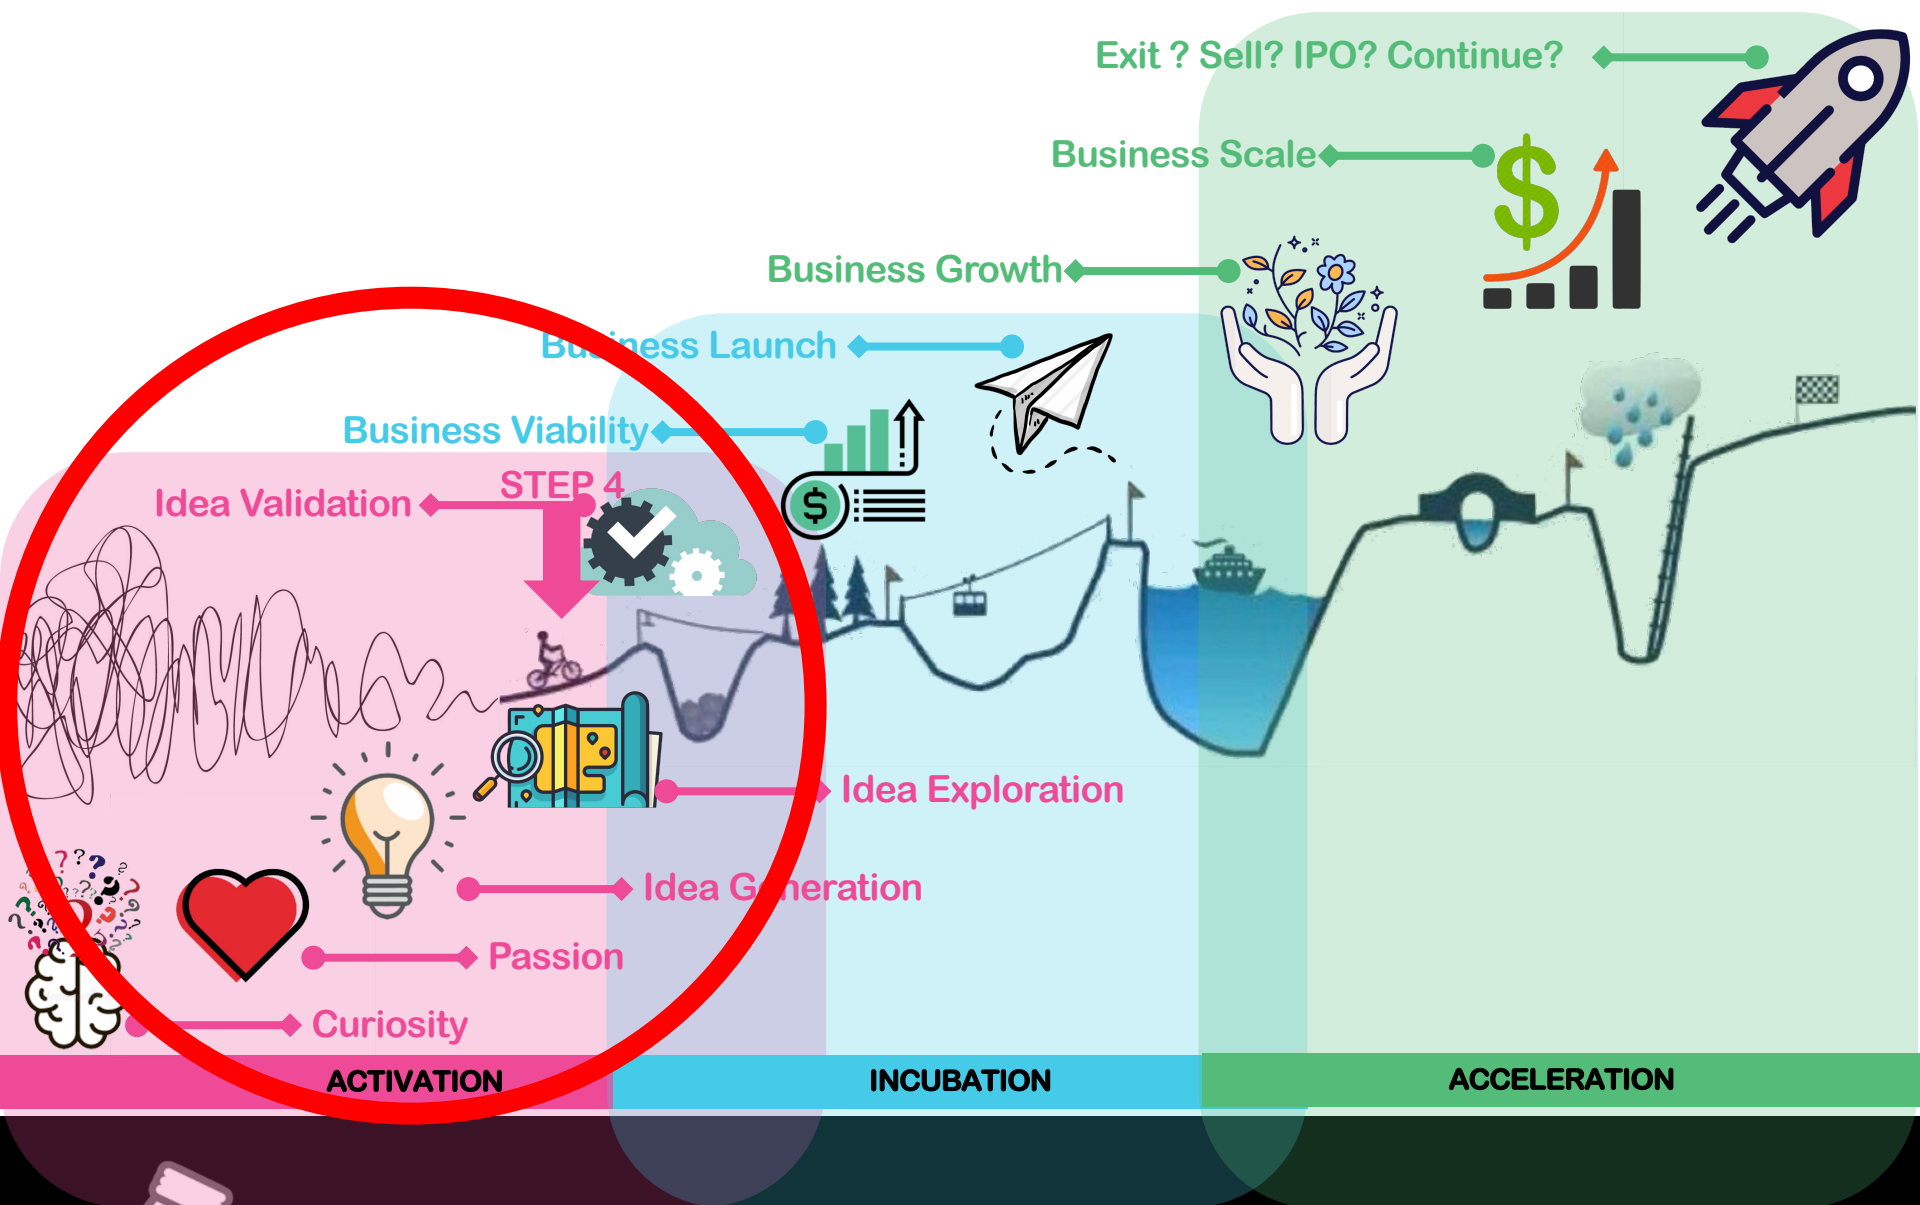 Exit ? Sell? IPO? Continue?
Business Scale
Business Growth
Business Launch
Business Viability
STEP 4
Idea Validation
Idea Exploration
Idea Generation
Passion
Curiosity
ACTIVATION
INCUBATION
ACCELERATION